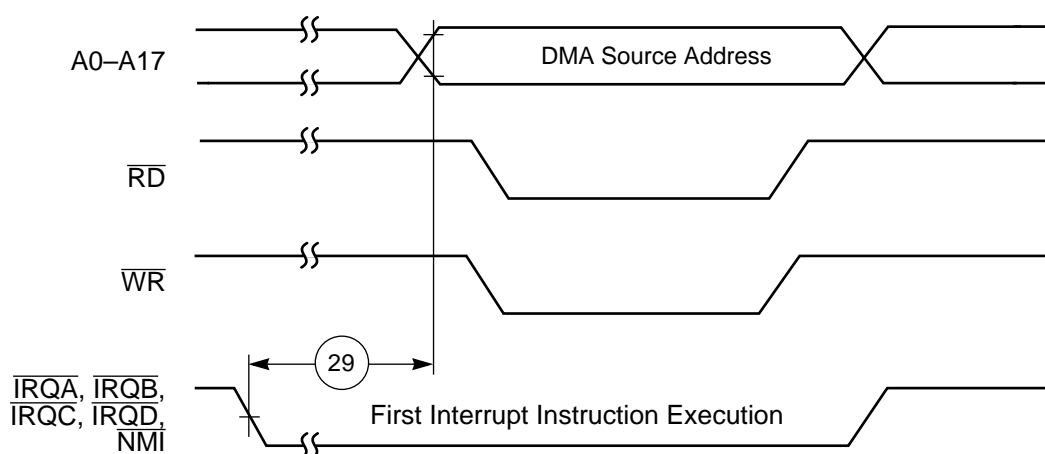 A0–A17
DMA Source Address
RD
WR
29
IRQA, IRQB,
IRQC, IRQD,
NMI
First Interrupt Instruction Execution